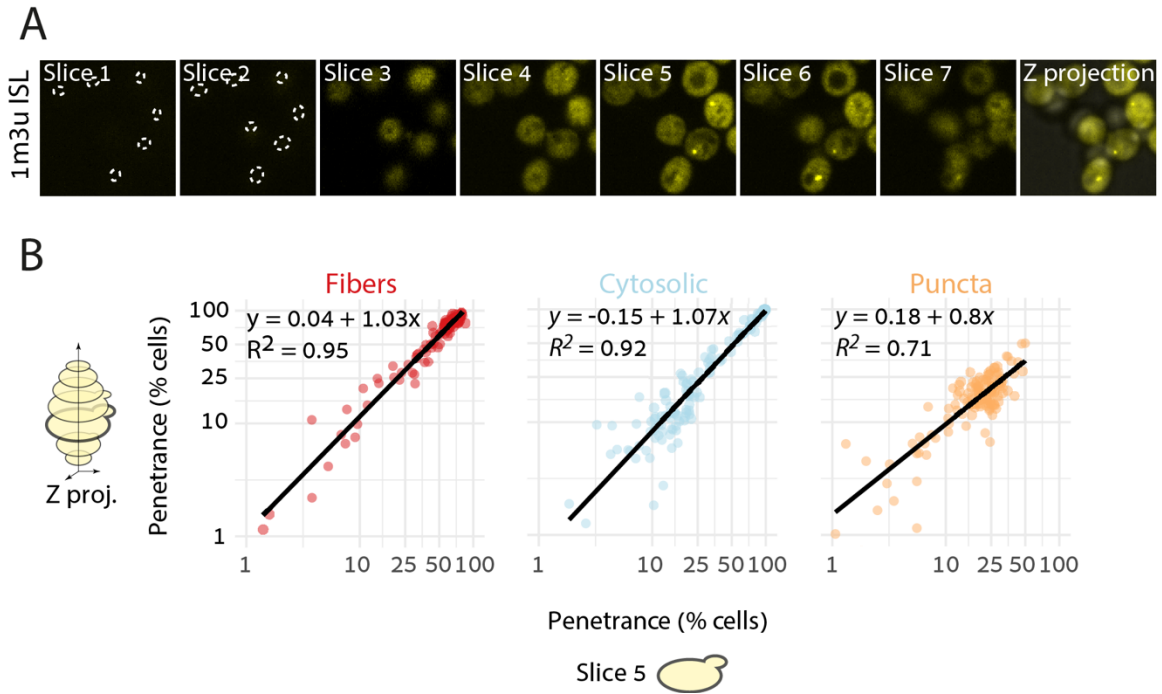 A
1m3u ISL
Slice 1
Slice 2
Slice 3
Slice 4
Slice 5
Slice 6
Slice 7
Z projection
B
Fibers
Cytosolic
Puncta
y = 0.04 + 1.03x
R² = 0.95
y = -0.15 + 1.07x
R² = 0.92
y = 0.18 + 0.8x
R² = 0.71
Penetrance (% cells)
100
50
25
10
1
Z proj.
1 10 25 50 100
1 10 25 50 100
1 10 25 50 100
Penetrance (% cells)
Slice 5